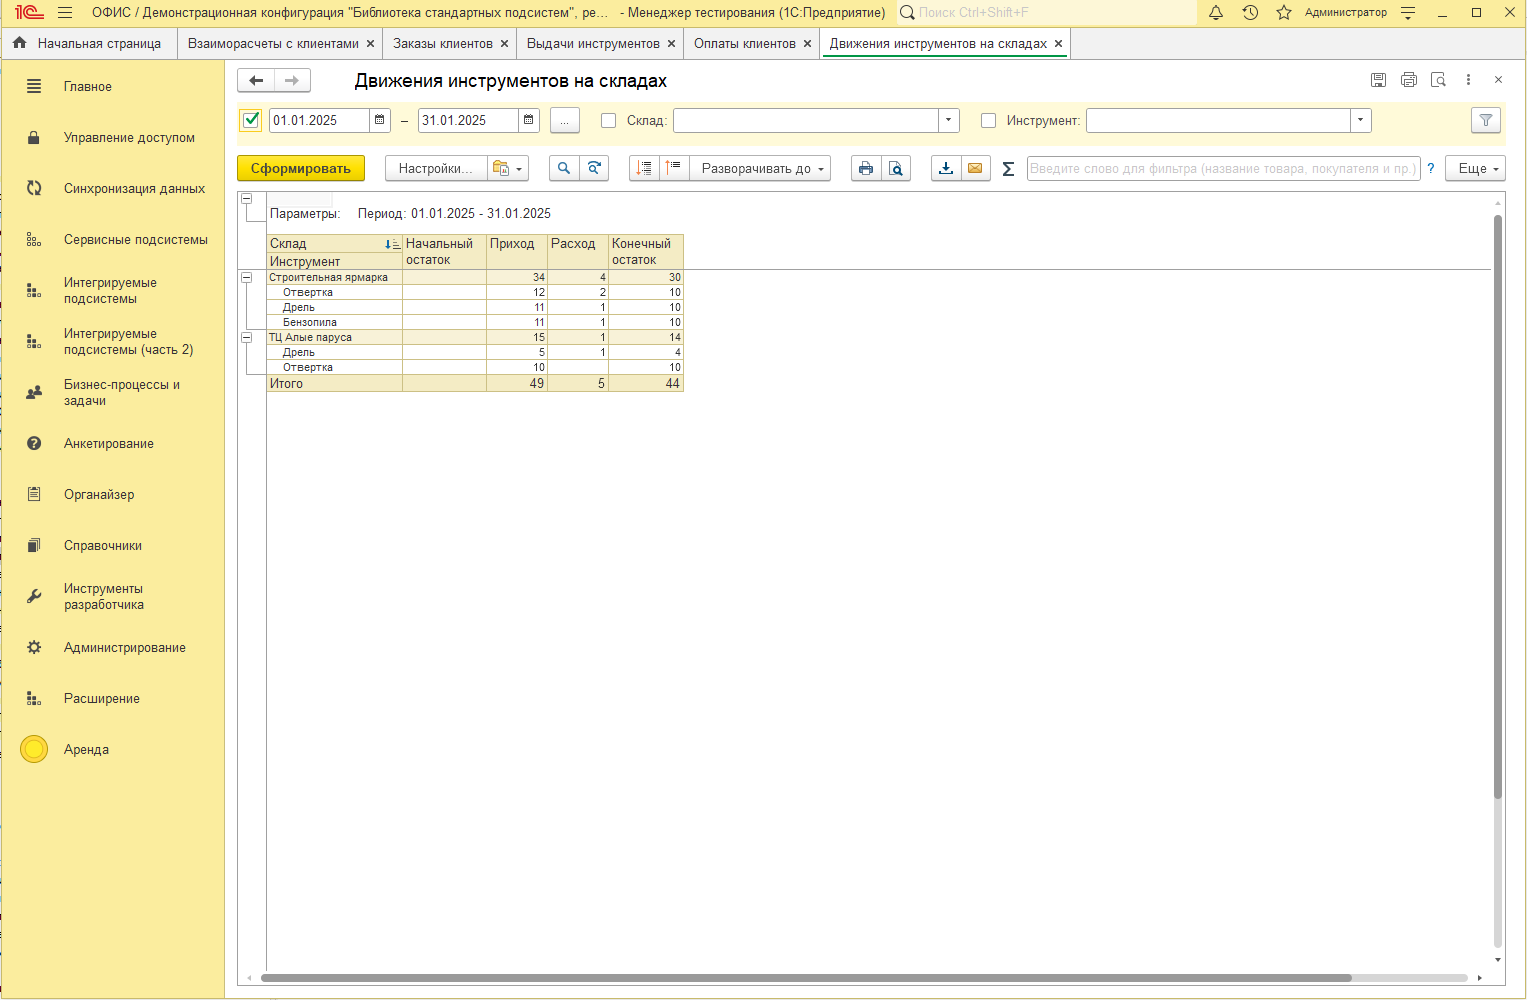 1С ОФИС / Демонстрационная конфигурация "Библиотека стандартных подсистем", ре... - Менеджер тестирования (1С:Предприятие) Поиск Ctrl+Shift+F Администратор
Начальная страница Взаиморасчеты с клиентами × Заказы клиентов × Выдачи инструментов × Оплаты клиентов × Движения инструментов на складах ×
Главное
Управление доступом
Синхронизация данных
Сервисные подсистемы
Интегрируемые
подсистемы
Интегрируемые
подсистемы (часть 2)
Бизнес-процессы и
задачи
Анкетирование
Органайзер
Справочники
Инструменты
разработчика
Администрирование
Расширение
Аренда
Движения инструментов на складах
01.01.2025 – 31.01.2025 ... Склад: Инструмент:
Сформировать Настройки... Разворачивать до Σ Введите слово для фильтра (название товара, покупателя и пр.) ? Еще
Параметры: Период: 01.01.2025 - 31.01.2025
Склад Начальный остаток Приход Расход Конечный остаток
Инструмент
Строительная ярмарка 34 4 30
Отвертка 12 2 10
Дрель 11 1 10
Бензопила 11 1 10
ТЦ Алые паруса 15 1 14
Дрель 5 1 4
Отвертка 10 10
Итого 49 5 44